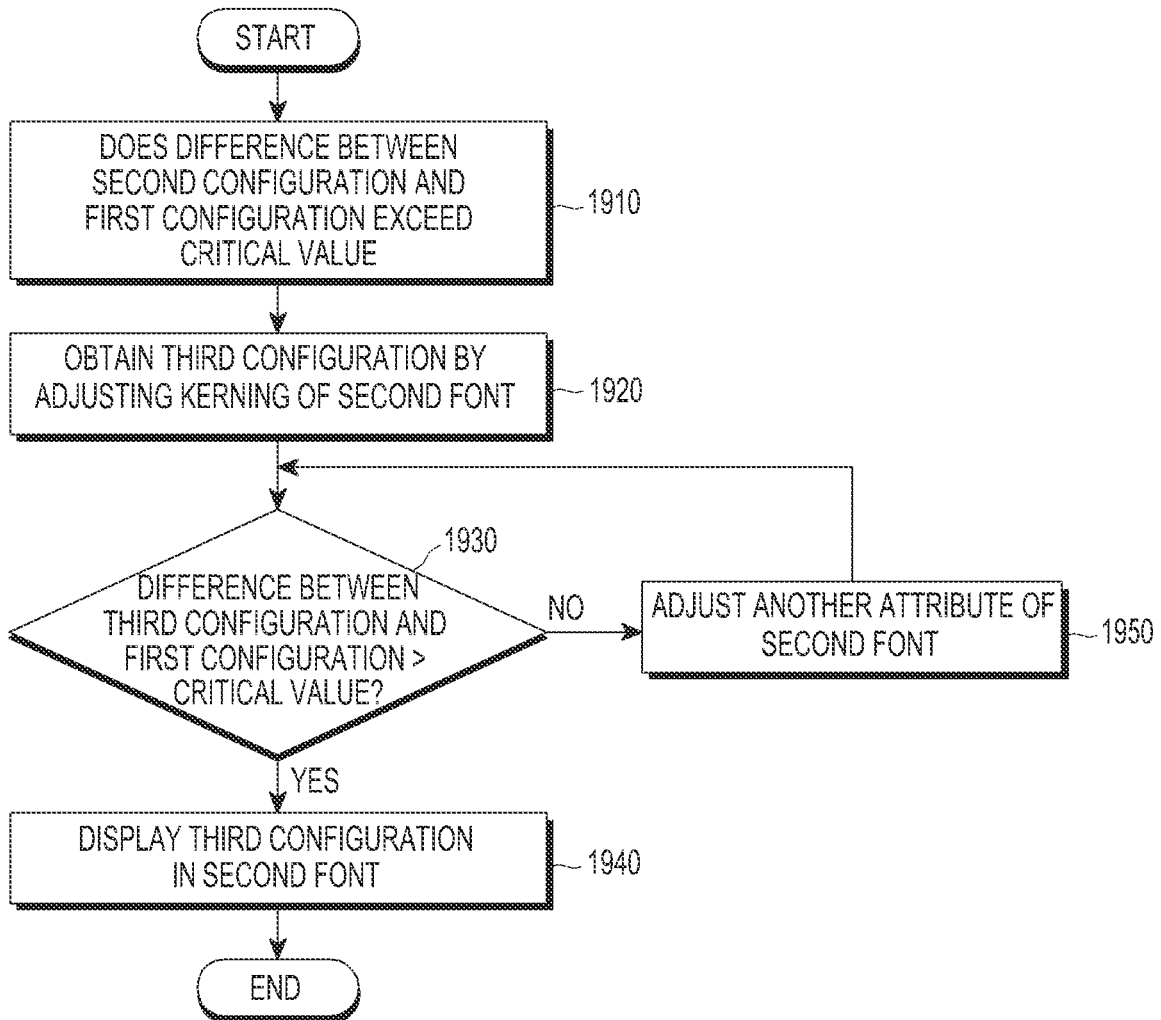 START
DOES DIFFERENCE BETWEEN
SECOND CONFIGURATION AND
FIRST CONFIGURATION EXCEED
CRITICAL VALUE
1910
OBTAIN THIRD CONFIGURATION BY
ADJUSTING KERNING OF SECOND FONT
1920
1930
DIFFERENCE BETWEEN
THIRD CONFIGURATION AND
FIRST CONFIGURATION >
CRITICAL VALUE?
NO
ADJUST ANOTHER ATTRIBUTE OF
SECOND FONT
1950
YES
DISPLAY THIRD CONFIGURATION
IN SECOND FONT
1940
END